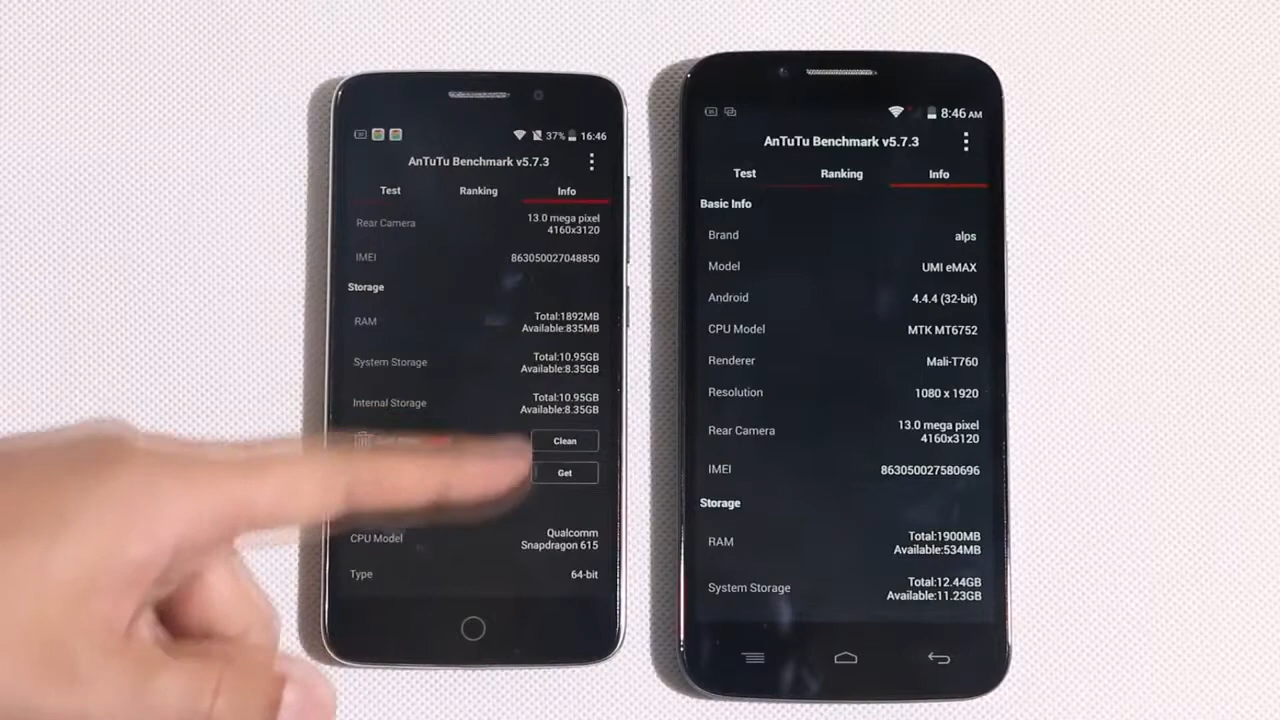 37% 16:46
AnTuTu Benchmark v5.7.3
Test Ranking Info
Rear Camera 13.0 mega pixel
4160x3120
IMEI 863050027048850
Storage
RAM Total:1892MB
Available:835MB
System Storage Total:10.95GB
Available:8.35GB
Internal Storage Total:10.95GB
Available:8.35GB
Clean
Get
CPU Model Qualcomm
Snapdragon 615
Type 64-bit
8:46 AM
AnTuTu Benchmark v5.7.3
Test Ranking Info
Basic Info
Brand alps
Model UMI eMAX
Android 4.4.4 (32-bit)
CPU Model MTK MT6752
Renderer Mali-T760
Resolution 1080 x 1920
Rear Camera 13.0 mega pixel
4160x3120
IMEI 863050027580696
Storage
RAM Total:1900MB
Available:534MB
System Storage Total:12.44GB
Available:11.23GB